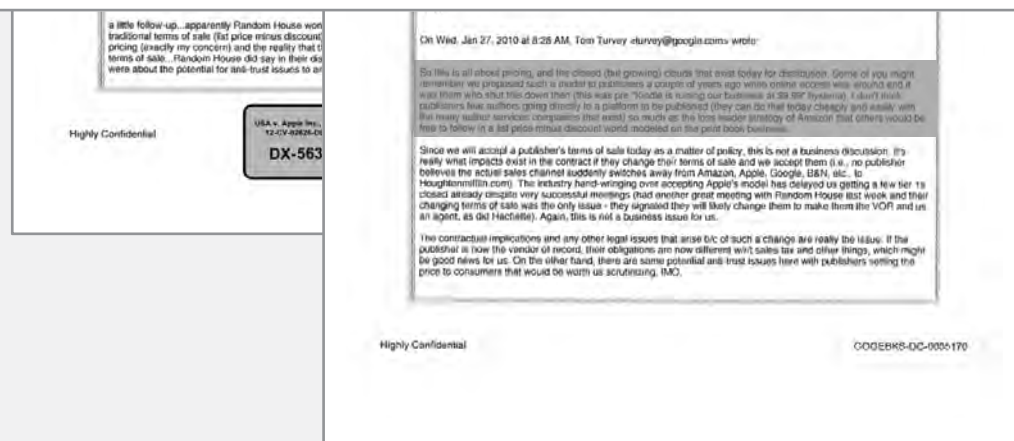 a little follow-up...apparently Random House won
traditional terms of sale (list price minus discount
pricing (exactly my concern) and the reality that t
terms of sale...Random House did say in their dis
were about the potential for anti-trust issues to ar
Highly Confidential
USA v. Apple Inc.,
12-CV-02826-DL
DX-563
On Wed, Jan 27, 2010 at 8:28 AM, Tom Turvey <turvey@google.com> wrote:
So this is all about pricing, and the closed (but growing) clouds that exist today for distribution. Some of you might
remember we proposed such a model to publishers a couple of years ago when online access was around and it
was them who shut this down then (this was pre "Kindle is ruining our business at $9.99" hysteria). I don't think
publishers fear authors going directly to a platform to be published (they can do that today cheaply and easily with
the many author services companies that exist) so much as the loss leader strategy of Amazon that others would be
free to follow in a list price minus discount world modeled on the print book business.
Since we will accept a publisher's terms of sale today as a matter of policy, this is not a business discussion. It's
really what impacts exist in the contract if they change their terms of sale and we accept them (i.e., no publisher
believes the actual sales channel suddenly switches away from Amazon, Apple, Google, B&N, etc., to
Houghtonmifflin.com). The industry hand-wringing over accepting Apple's model has delayed us getting a few tier 1s
closed already despite very successful meetings (had another great meeting with Random House last week and their
changing terms of sale was the only issue - they signaled they will likely change them to make them the VOR and us
an agent, as did Hachette). Again, this is not a business issue for us.
The contractual implications and any other legal issues that arise b/c of such a change are really the issue. If the
publisher is now the vendor of record, their obligations are now different w/r/t sales tax and other things, which might
be good news for us. On the other hand, there are some potential anti-trust issues here with publishers setting the
price to consumers that would be worth us scrutinizing, IMO.
Highly Confidential
GOOEBKS-DC-0005170